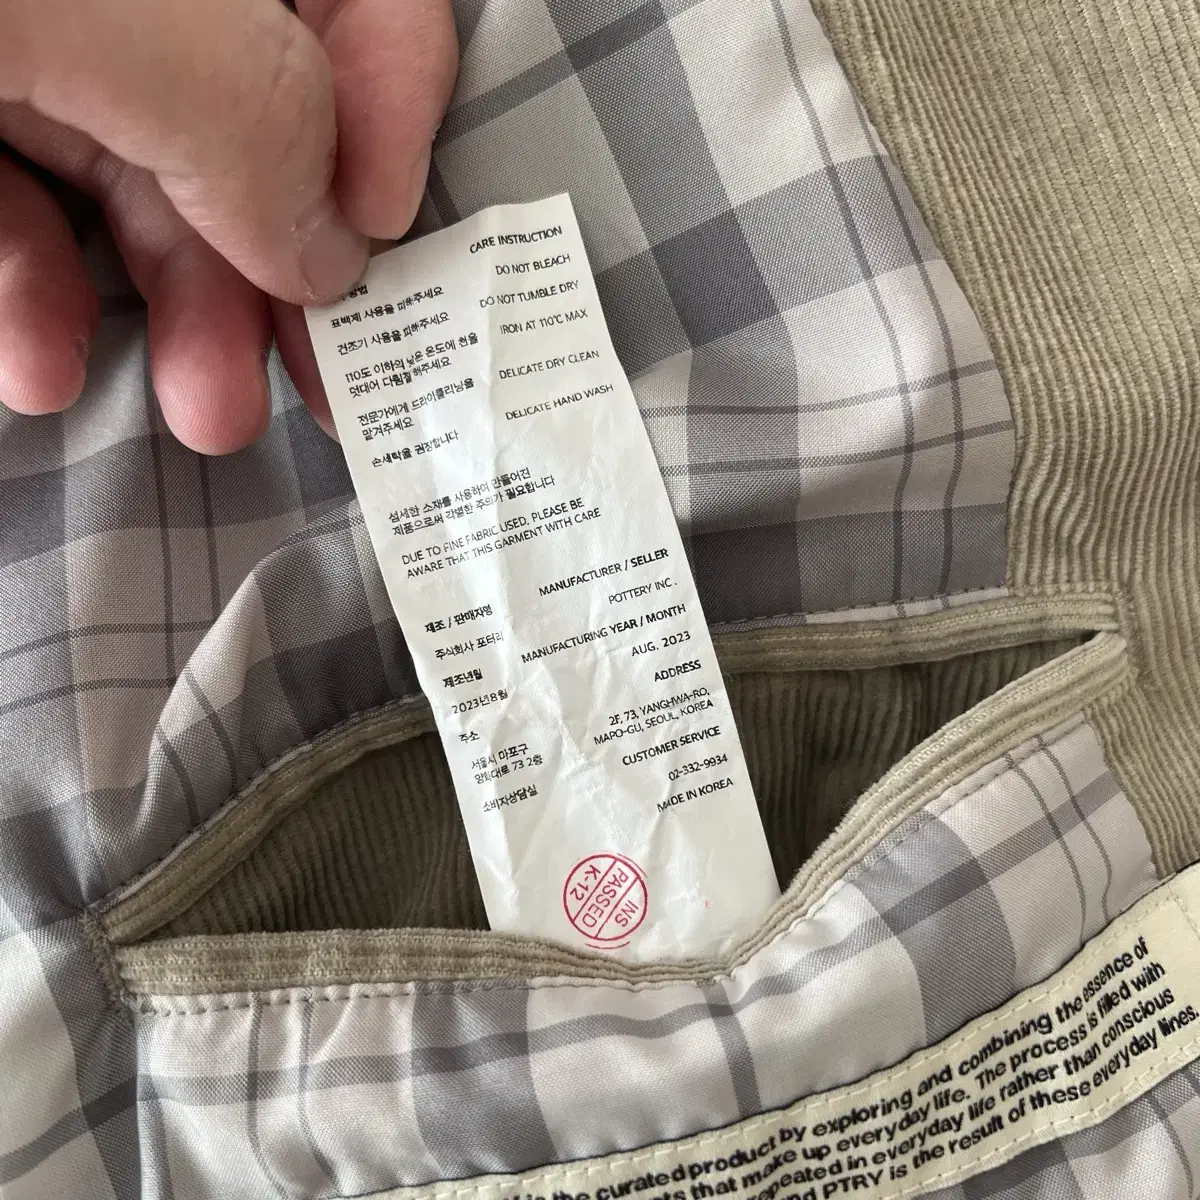 CARE INSTRUCTION
표백제 사용을 피해주세요
DO NOT BLEACH
건조기 사용을 피해주세요
DO NOT TUMBLE DRY
110도 이하의 낮은 온도에 천을
덧대어 다림질해주세요
IRON AT 110℃ MAX
전문가에게 드라이클리닝을
맡겨주세요
DELICATE DRY CLEAN
손세탁을 권장합니다
DELICATE HAND WASH
섬세한 소재를 사용하여 만들어진
제품으로써 각별한 주의가 필요합니다
DUE TO FINE FABRIC USED, PLEASE BE
AWARE THAT THIS GARMENT WITH CARE
제조 / 판매자명
MANUFACTURER / SELLER
주식회사 포터리
POTTERY INC.
제조년월
MANUFACTURING YEAR / MONTH
2023년 8월
AUG. 2023
주소
ADDRESS
서울시 마포구
양화대로 73 2층
2F, 73, YANGHWA-RO,
MAPO-GU, SEOUL, KOREA
소비자상담실
CUSTOMER SERVICE
02-332-9934
MADE IN KOREA
INS
PASSED
K-12
is the curated product by exploring and combining the essence of
that make up everyday life. The process is filled with
repeated in everyday life rather than conscious
PTRY is the result of these everyday lines.